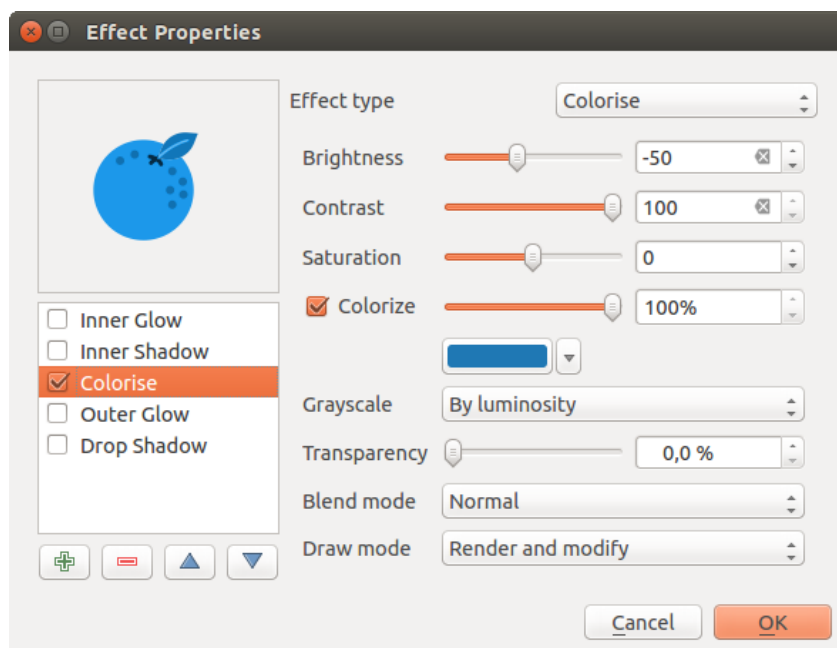 Effect Properties
Effect type
Colorise
Brightness
-50
Contrast
100
Saturation
0
Colorize
100%
Inner Glow
Inner Shadow
Colorise
Outer Glow
Drop Shadow
Grayscale
By luminosity
Transparency
0,0 %
Blend mode
Normal
Draw mode
Render and modify
Cancel
OK